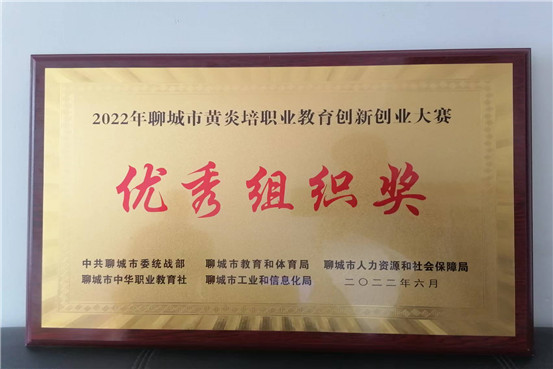 2022年聊城市黄炎培职业教育创新创业大赛
优秀组织奖
中共聊城市委统战部 聊城市教育和体育局 聊城市人力资源和社会保障局
聊城市中华职业教育社 聊城市工业和信息化局 二〇二二年六月